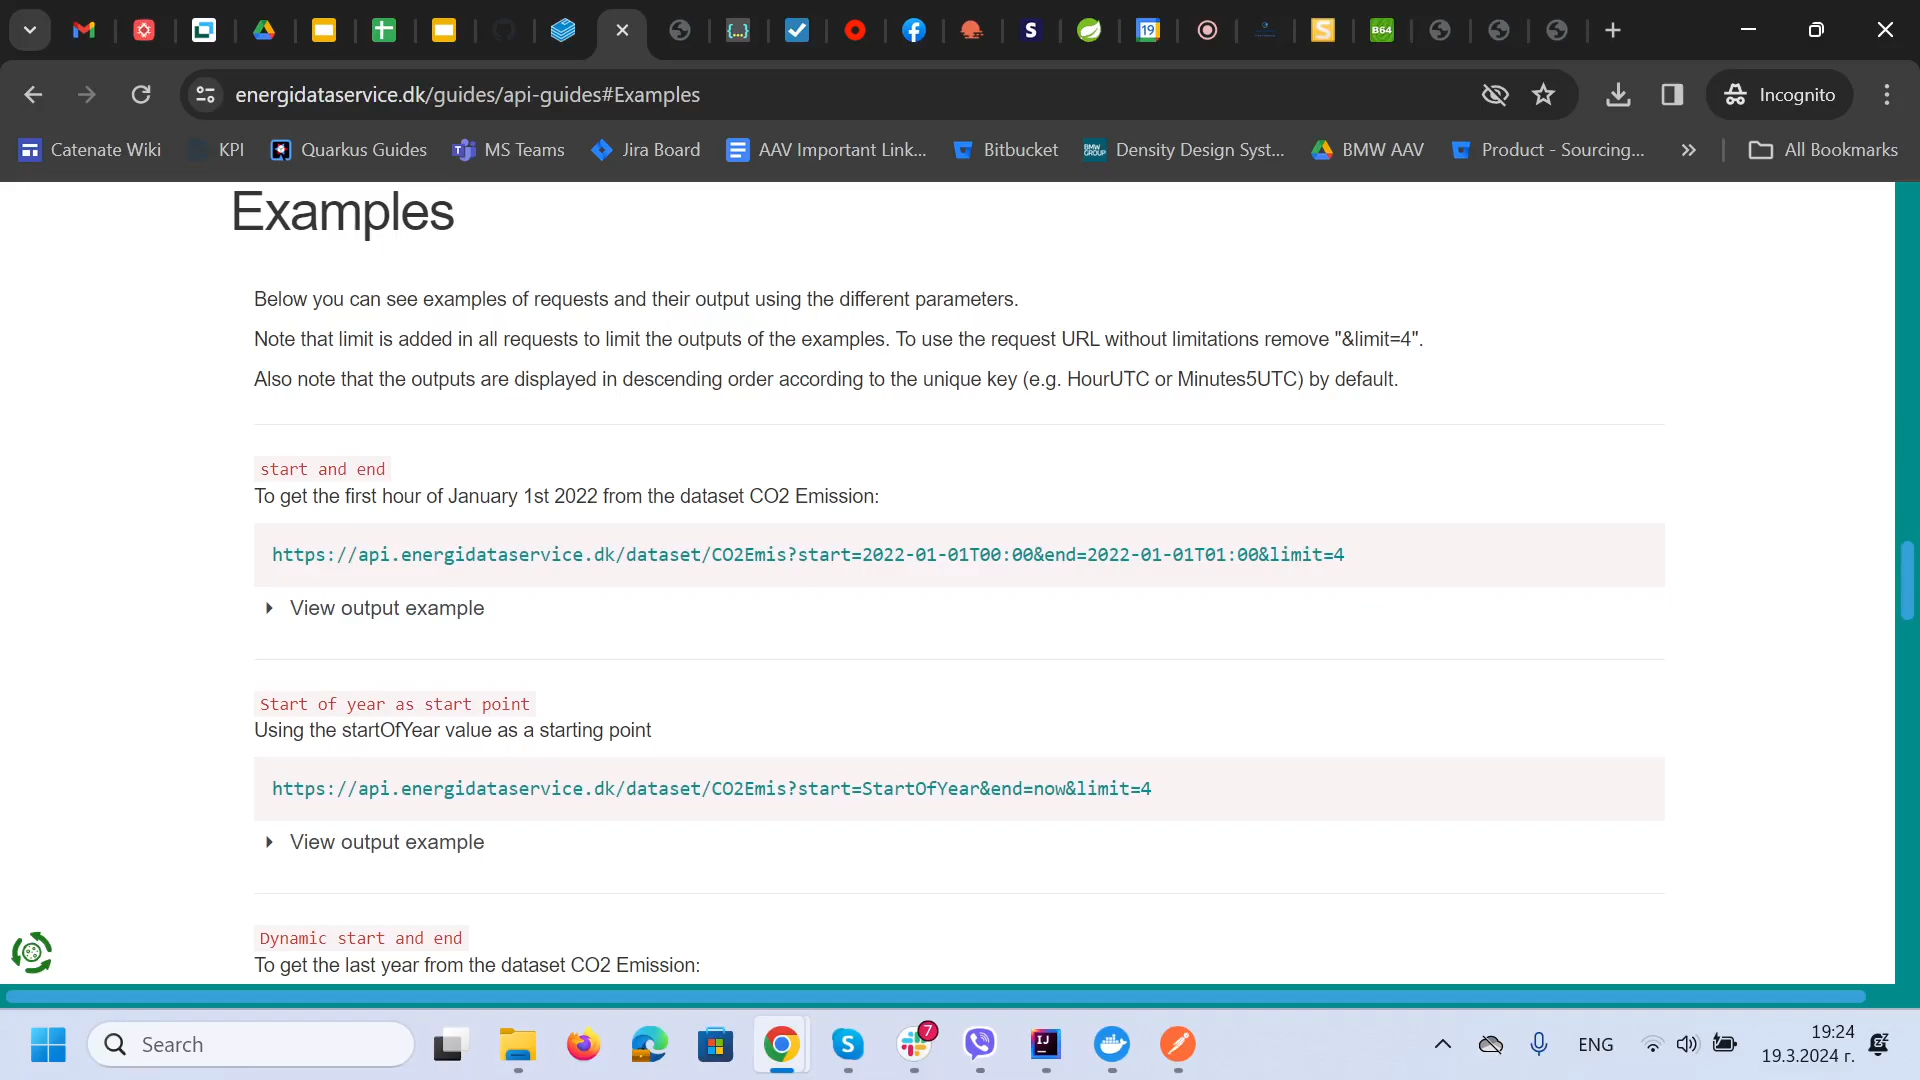 {...}
S
19
S
B64
energidataservice.dk/guides/api-guides#Examples
Incognito
Catenate Wiki
KPI
Quarkus Guides
MS Teams
Jira Board
AAV Important Link...
Bitbucket
BMW GROUP
Density Design Syst...
BMW AAV
Product - Sourcing...
All Bookmarks
Examples
Below you can see examples of requests and their output using the different parameters.
Note that limit is added in all requests to limit the outputs of the examples. To use the request URL without limitations remove "&limit=4".
Also note that the outputs are displayed in descending order according to the unique key (e.g. HourUTC or Minutes5UTC) by default.
start and end
To get the first hour of January 1st 2022 from the dataset CO2 Emission:
https://api.energidataservice.dk/dataset/CO2Emis?start=2022-01-01T00:00&end=2022-01-01T01:00&limit=4
View output example
Start of year as start point
Using the startOfYear value as a starting point
https://api.energidataservice.dk/dataset/CO2Emis?start=StartOfYear&end=now&limit=4
View output example
Dynamic start and end
To get the last year from the dataset CO2 Emission:
Search
S
7
IJ
ENG
19:24
19.3.2024 г.